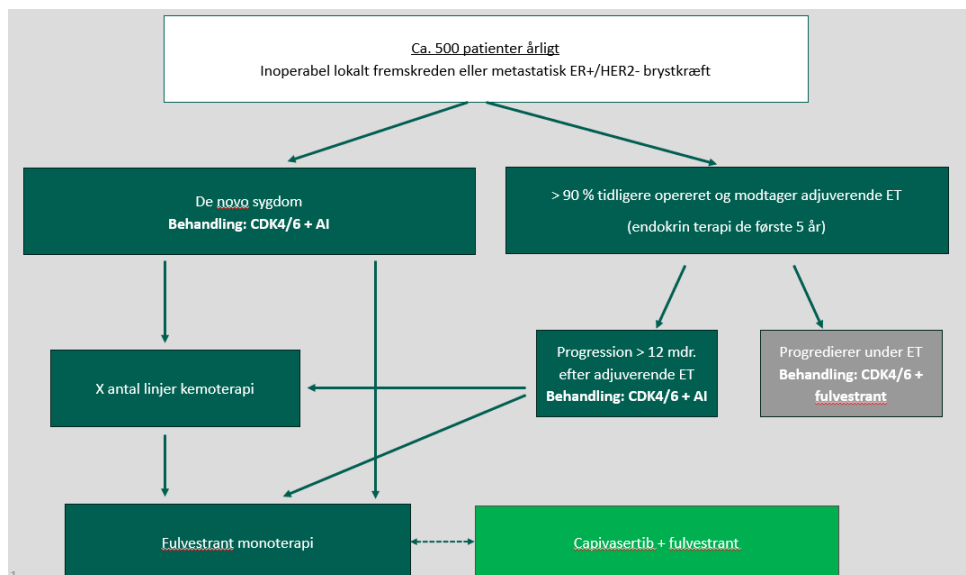 Ca. 500 patienter årligt
Inoperabel lokalt fremskreden eller metastatisk ER+/HER2- brystkræft
De novo sygdom
Behandling: CDK4/6 + AI
> 90 % tidligere opereret og modtager adjuverende ET
(endokrin terapi de første 5 år)
X antal linjer kemoterapi
Progression > 12 mdr.
efter adjuverende ET
Behandling: CDK4/6 + AI
Progredierer under ET
Behandling: CDK4/6 +
fulvestrant
Fulvestrant monoterapi
Capivasertib + fulvestrant